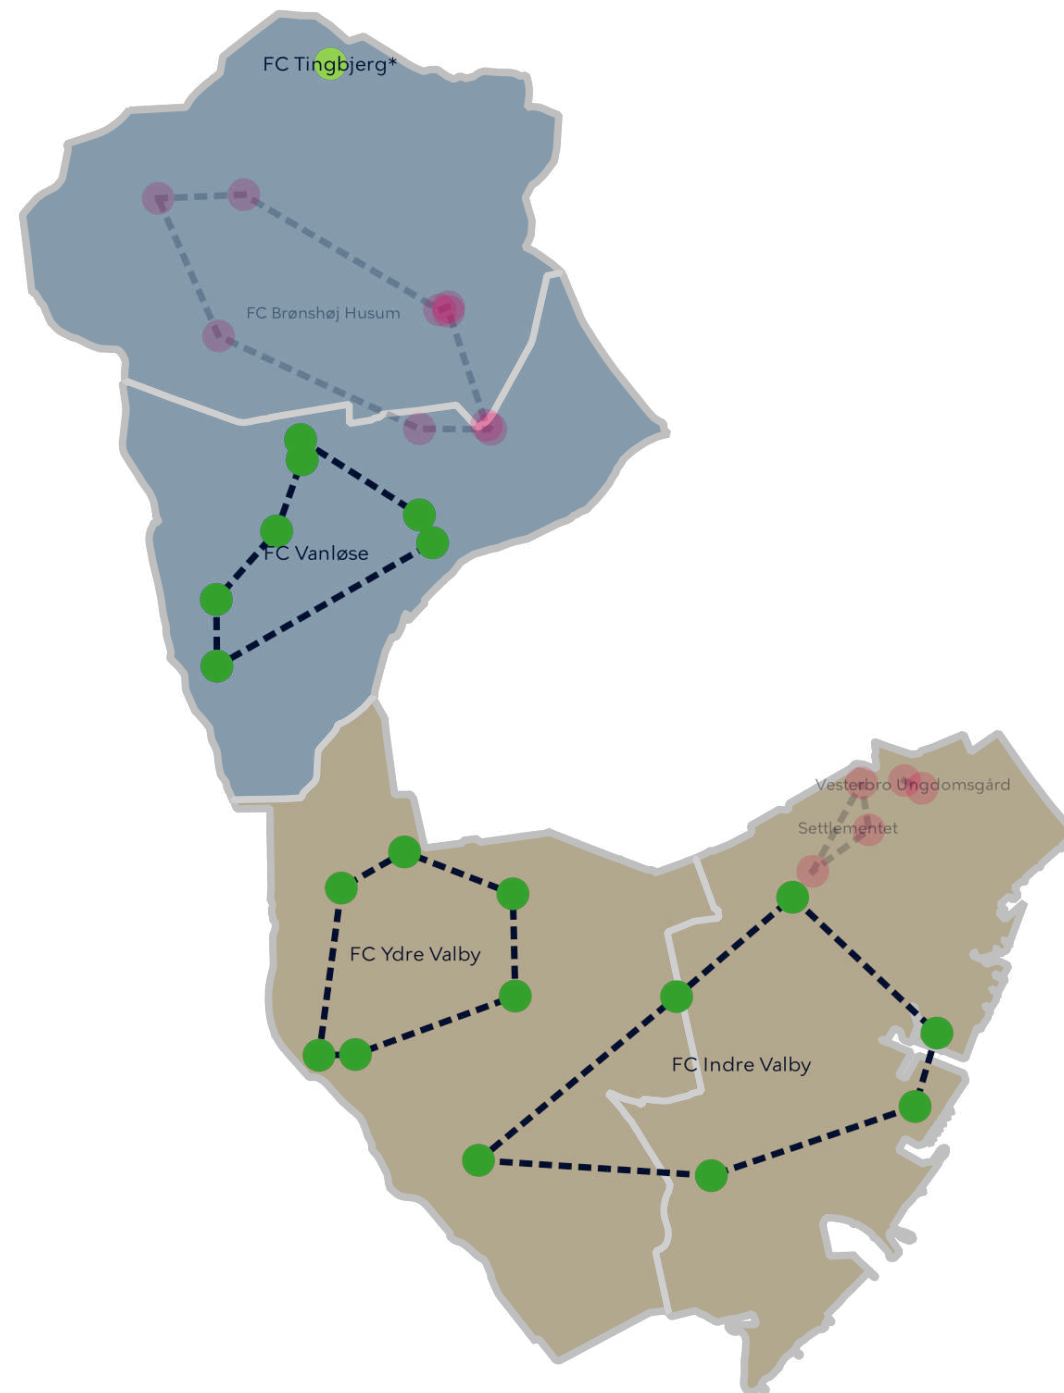 FC Tingbjerg*
FC Brønshøj Husum
FC Vanløse
Vesterbro Ungdomsgård
Settlementet
FC Ydre Valby
FC Indre Valby